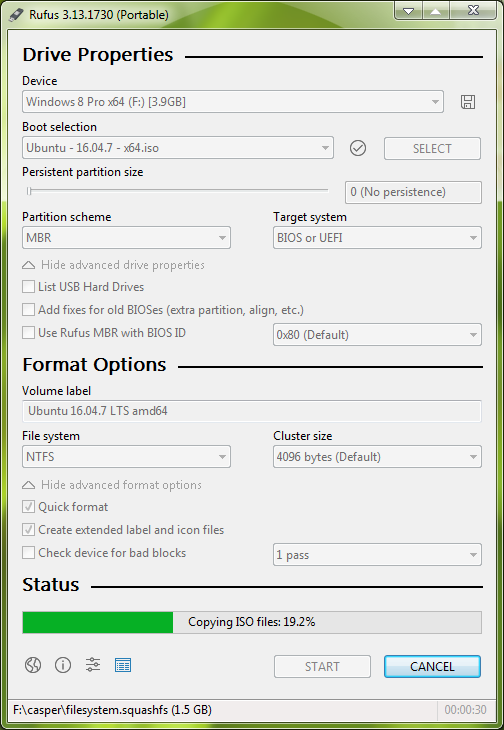 Rufus 3.13.1730 (Portable)
Drive Properties
Device
Windows 8 Pro x64 (F:) [3.9GB]
Boot selection
Ubuntu - 16.04.7 - x64.iso
SELECT
Persistent partition size
0 (No persistence)
Partition scheme
Target system
MBR
BIOS or UEFI
Hide advanced drive properties
List USB Hard Drives
Add fixes for old BIOSes (extra partition, align, etc.)
Use Rufus MBR with BIOS ID
0x80 (Default)
Format Options
Volume label
Ubuntu 16.04.7 LTS amd64
File system
Cluster size
NTFS
4096 bytes (Default)
Hide advanced format options
Quick format
Create extended label and icon files
Check device for bad blocks
1 pass
Status
Copying ISO files: 19.2%
START
CANCEL
F:\casper\filesystem.squashfs (1.5 GB)
00:00:30